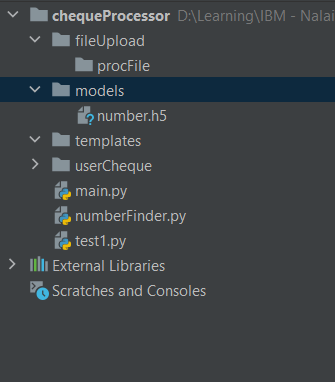 chequeProcessor D:\Learning\IBM - Nalai
fileUpload
procFile
models
number.h5
templates
userCheque
main.py
numberFinder.py
test1.py
External Libraries
Scratches and Consoles